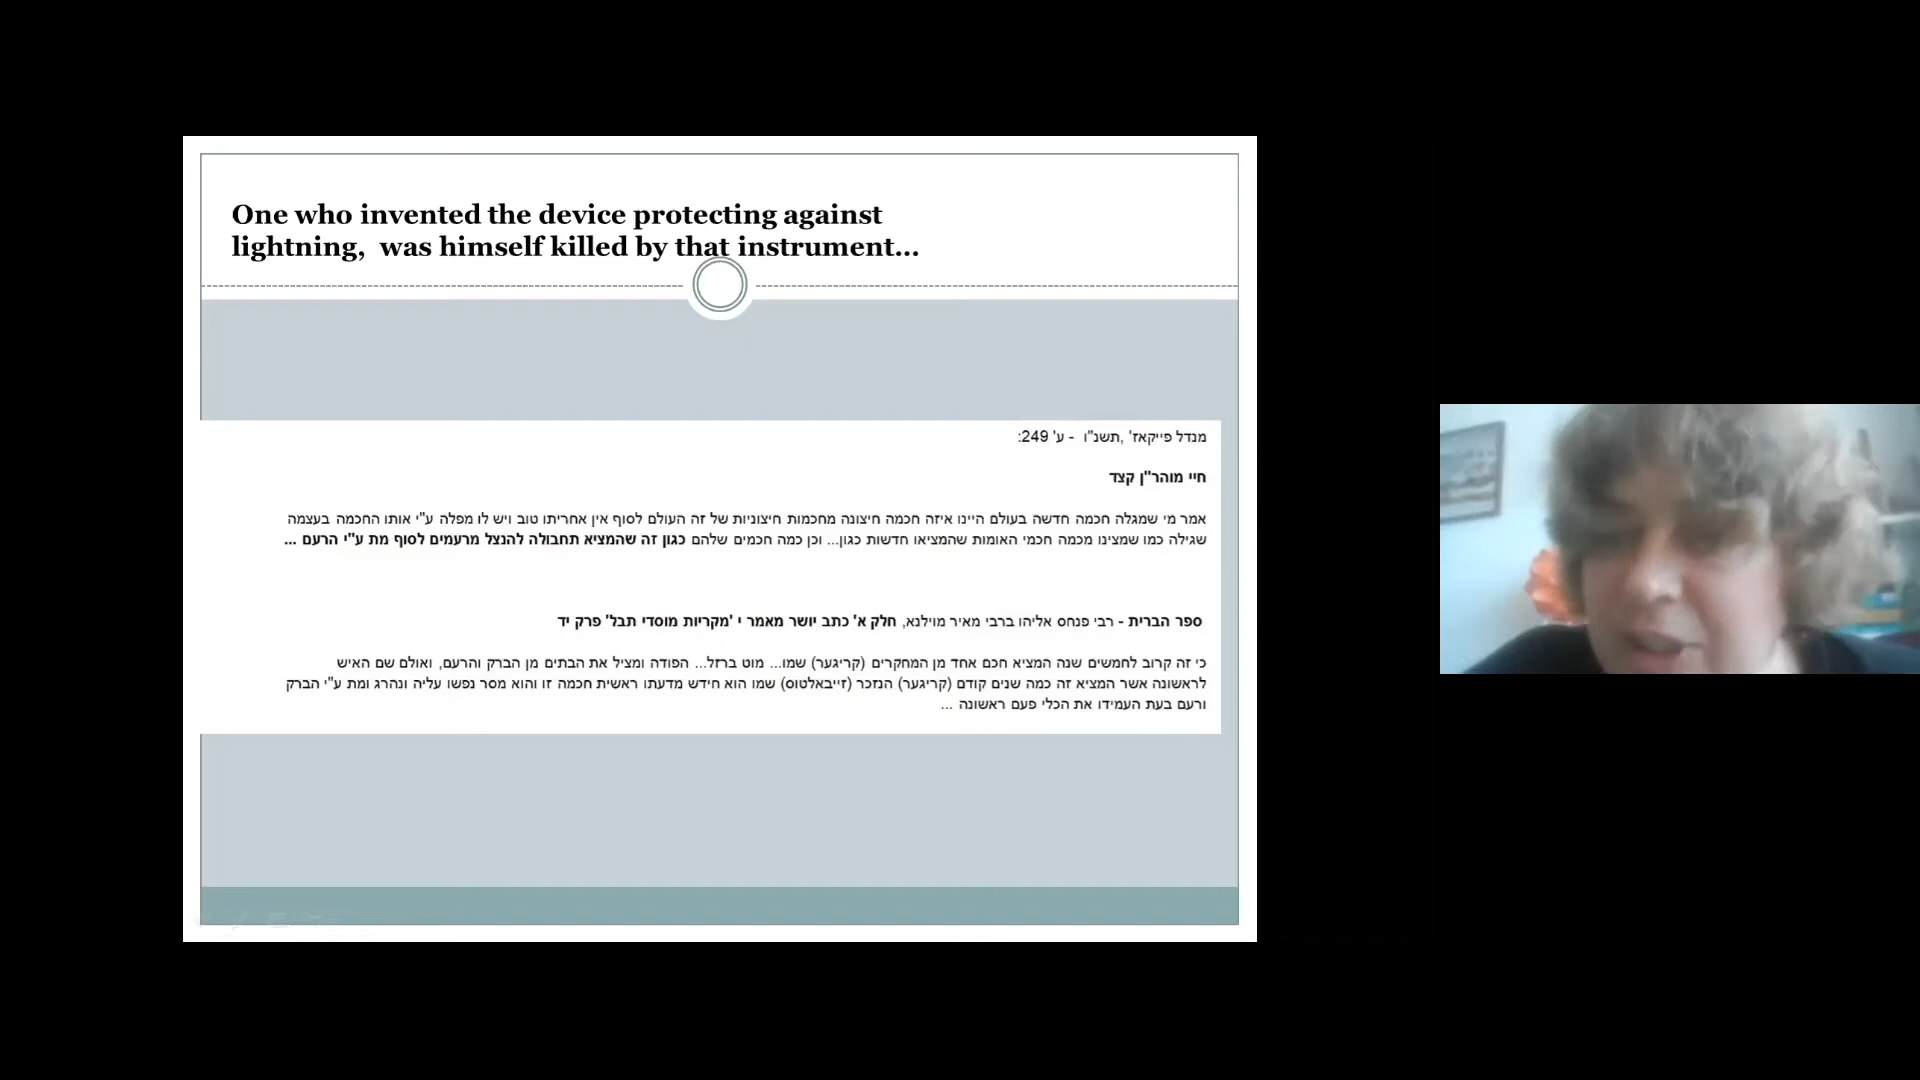 One who invented the device protecting against
lightning, was himself killed by that instrument...
מנדל פייקאז', תשנ"ו - ע' 249:
חיי מוהר"ן קצד
אמר מי שמגלה חכמה חדשה בעולם היינו איזה חכמה חיצונה מחכמות חיצוניות של זה העולם לסוף אין אחריתו טוב ויש לו מפלה ע"י אותו החכמה בעצמה
שגילה כמו שמצינו מכמה חכמי האומות שהמציאו חדשות כגון... וכן כמה חכמים שלהם כגון זה שהמציא תחבולה להנצל מרעמים לסוף מת ע"י הרעם ...
ספר הברית - רבי פנחס אליהו ברבי מאיר מוילנא, חלק א' כתב יושר מאמר י 'מקריות מוסדי תבל' פרק יד
כי זה קרוב לחמשים שנה המציא חכם אחד מן המחקרים (קריגער) שמו... מוט ברזל... הפודה ומציל את הבתים מן הברק והרעם, ואולם שם האיש
לראשונה אשר המציא זה כמה שנים קודם (קריגער) הנזכר (זייבאלטוס) שמו הוא חידש מדעתו ראשית חכמה זו והוא מסר נפשו עליה ונהרג ומת ע"י הברק
ורעם בעת העמידו את הכלי פעם ראשונה ...